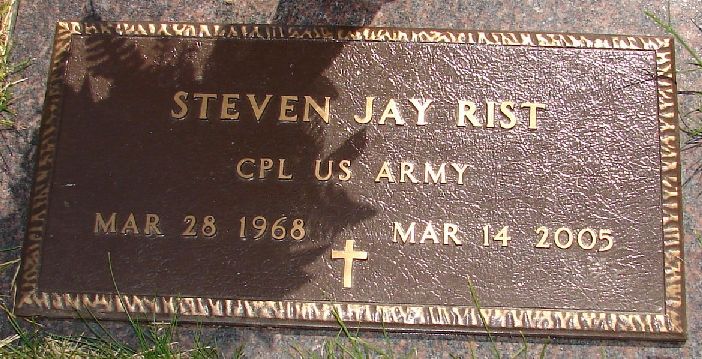 STEVEN JAY RIST
CPL US ARMY
MAR 28 1968 MAR 14 2005